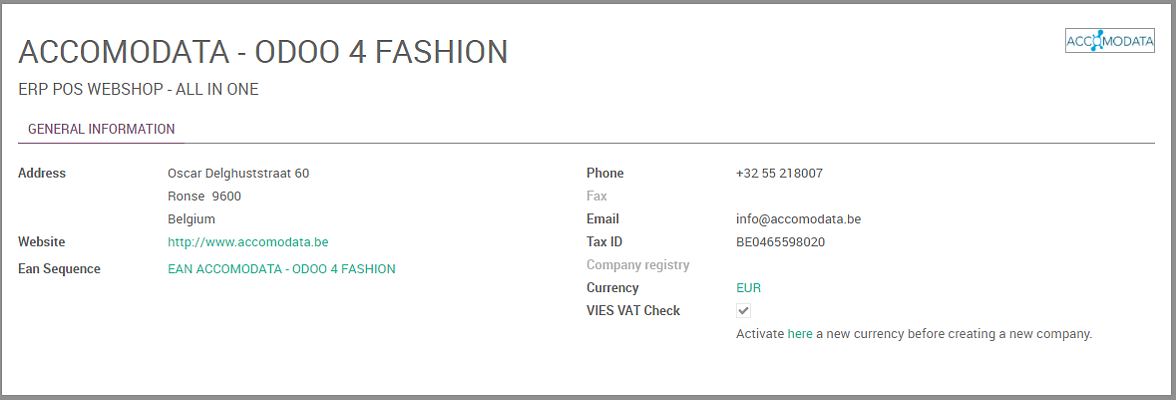 ACCOMODATA - ODOO 4 FASHION
ACCOMODATA
ERP POS WEBSHOP - ALL IN ONE
GENERAL INFORMATION
Address Oscar Delghuststraat 60
Ronse 9600
Belgium
Website http://www.accomodata.be
Ean Sequence EAN ACCOMODATA - ODOO 4 FASHION
Phone +32 55 218007
Fax
Email info@accomodata.be
Tax ID BE0465598020
Company registry
Currency EUR
VIES VAT Check
Activate here a new currency before creating a new company.